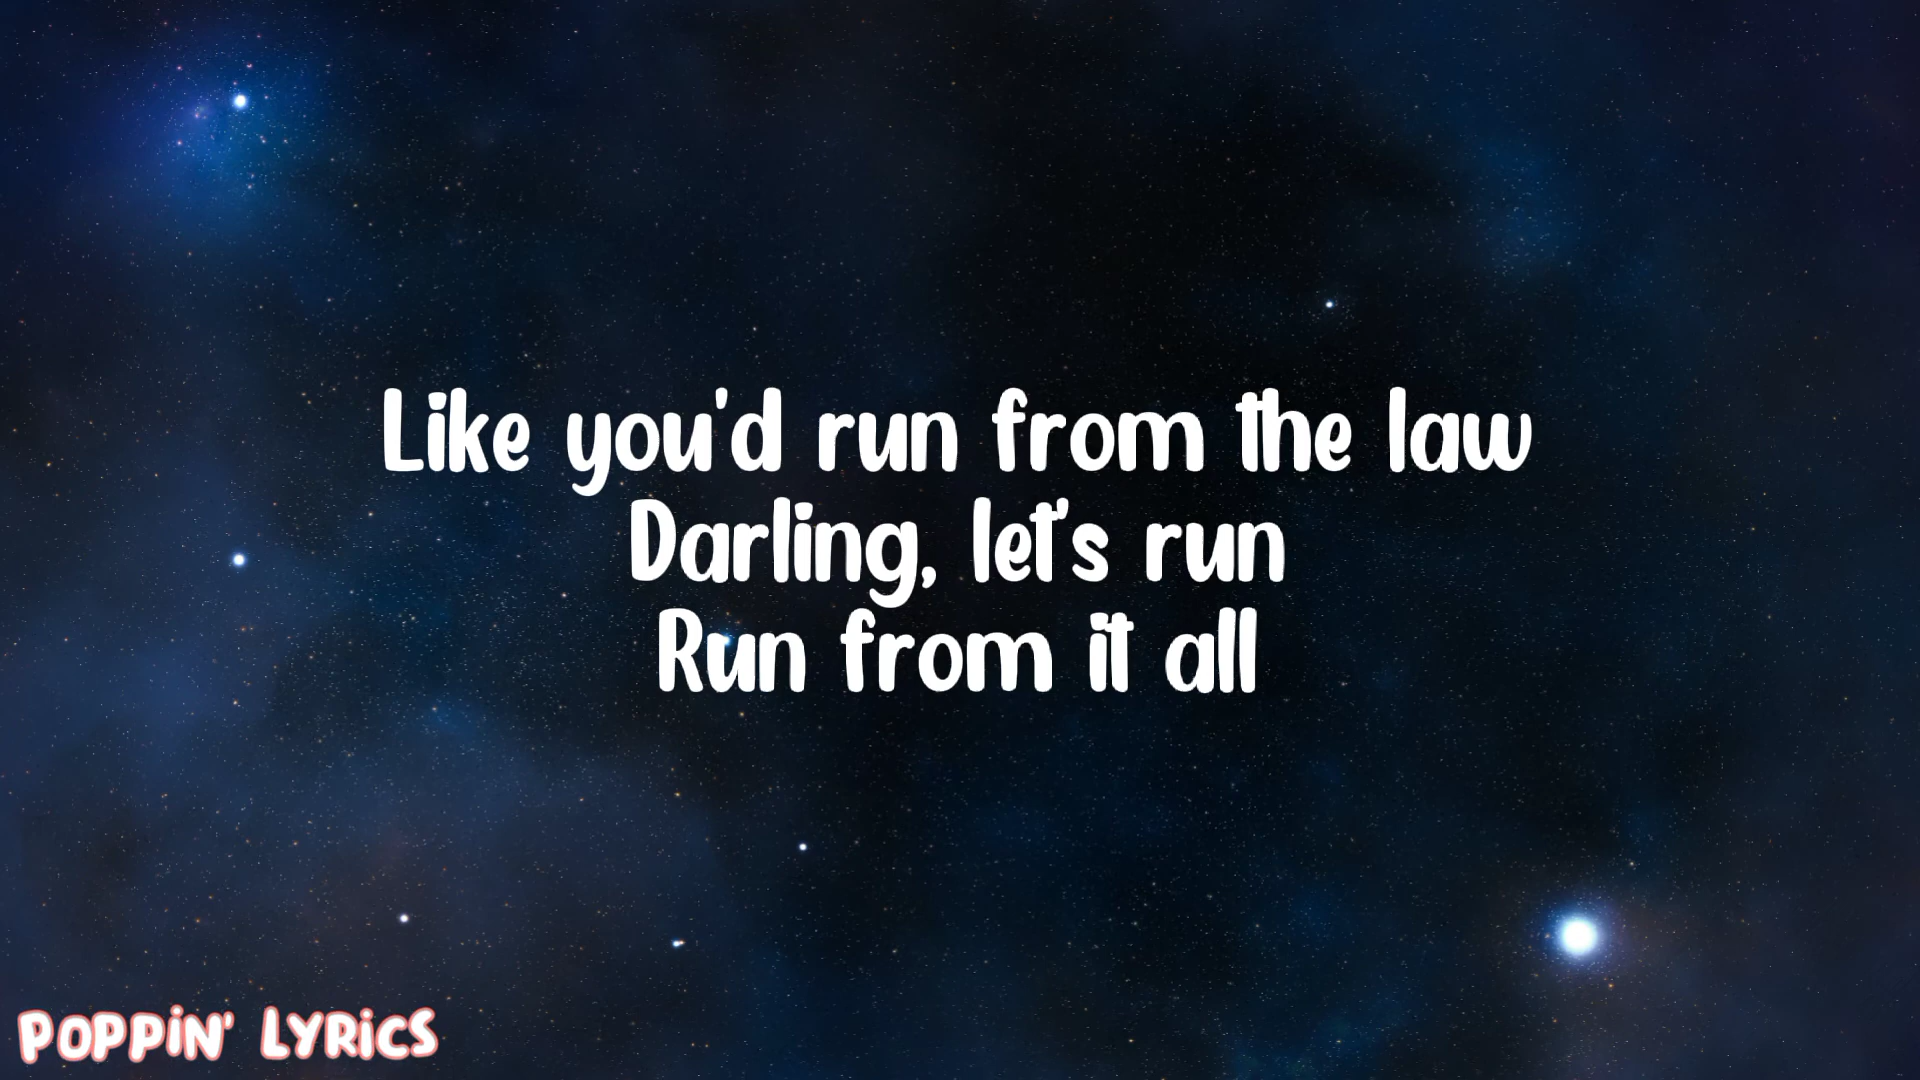 Like you'd run from the law
Darling, let's run
Run from it all
POPPiN' LYRiCS